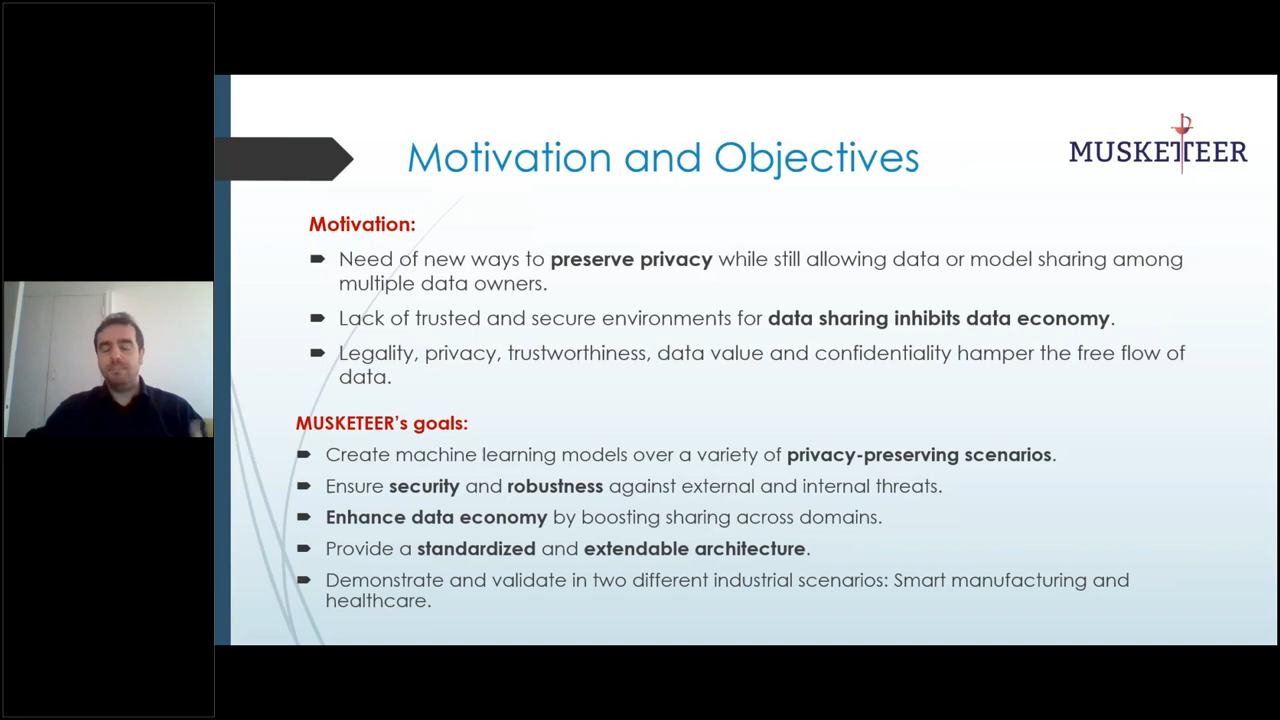 Motivation and Objectives
MUSKETEER
Motivation:
Need of new ways to preserve privacy while still allowing data or model sharing among
multiple data owners.
Lack of trusted and secure environments for data sharing inhibits data economy.
Legality, privacy, trustworthiness, data value and confidentiality hamper the free flow of
data.
MUSKETEER's goals:
Create machine learning models over a variety of privacy-preserving scenarios.
Ensure security and robustness against external and internal threats.
Enhance data economy by boosting sharing across domains.
Provide a standardized and extendable architecture.
Demonstrate and validate in two different industrial scenarios: Smart manufacturing and
healthcare.